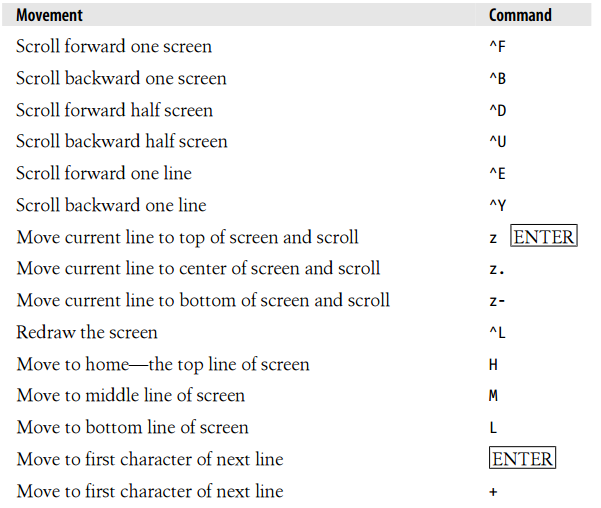 Movement Command
Scroll forward one screen ^F
Scroll backward one screen ^B
Scroll forward half screen ^D
Scroll backward half screen ^U
Scroll forward one line ^E
Scroll backward one line ^Y
Move current line to top of screen and scroll z ENTER
Move current line to center of screen and scroll z.
Move current line to bottom of screen and scroll z-
Redraw the screen ^L
Move to home—the top line of screen H
Move to middle line of screen M
Move to bottom line of screen L
Move to first character of next line ENTER
Move to first character of next line +